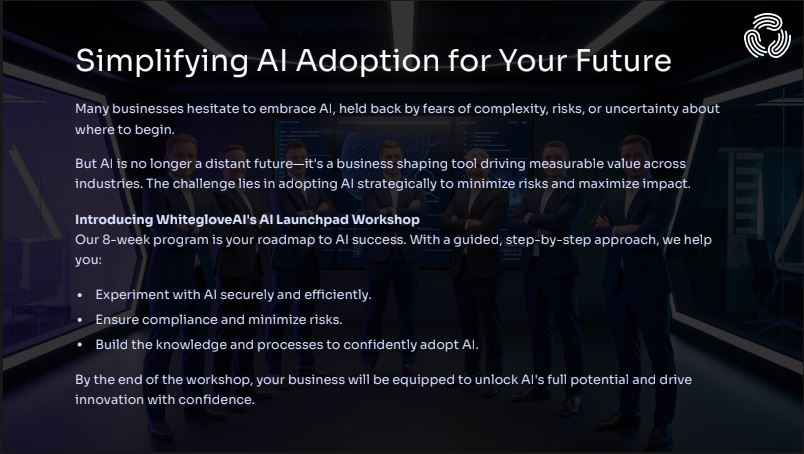 Simplifying AI Adoption for Your Future
Many businesses hesitate to embrace AI, held back by fears of complexity, risks, or uncertainty about
where to begin.
But AI is no longer a distant future—it's a business shaping tool driving measurable value across
industries. The challenge lies in adopting AI strategically to minimize risks and maximize impact.
Introducing WhitegloveAI's AI Launchpad Workshop
Our 8-week program is your roadmap to AI success. With a guided, step-by-step approach, we help
you:
• Experiment with AI securely and efficiently.
• Ensure compliance and minimize risks.
• Build the knowledge and processes to confidently adopt AI.
By the end of the workshop, your business will be equipped to unlock AI's full potential and drive
innovation with confidence.